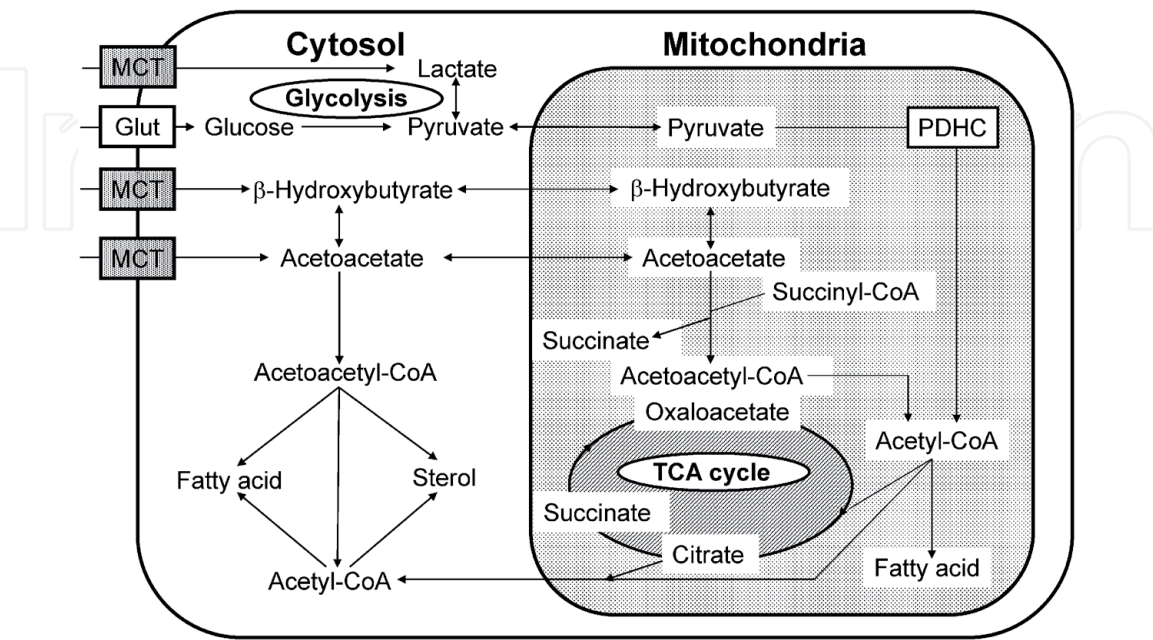 Cytosol
Mitochondria
MCT
Lactate
Glycolysis
Glut
Glucose
Pyruvate
Pyruvate
PDHC
MCT
β-Hydroxybutyrate
β-Hydroxybutyrate
MCT
Acetoacetate
Acetoacetate
Succinyl-CoA
Succinate
Acetoacetyl-CoA
Acetoacetyl-CoA
Oxaloacetate
Acetyl-CoA
TCA cycle
Fatty acid
Sterol
Succinate
Citrate
Fatty acid
Acetyl-CoA